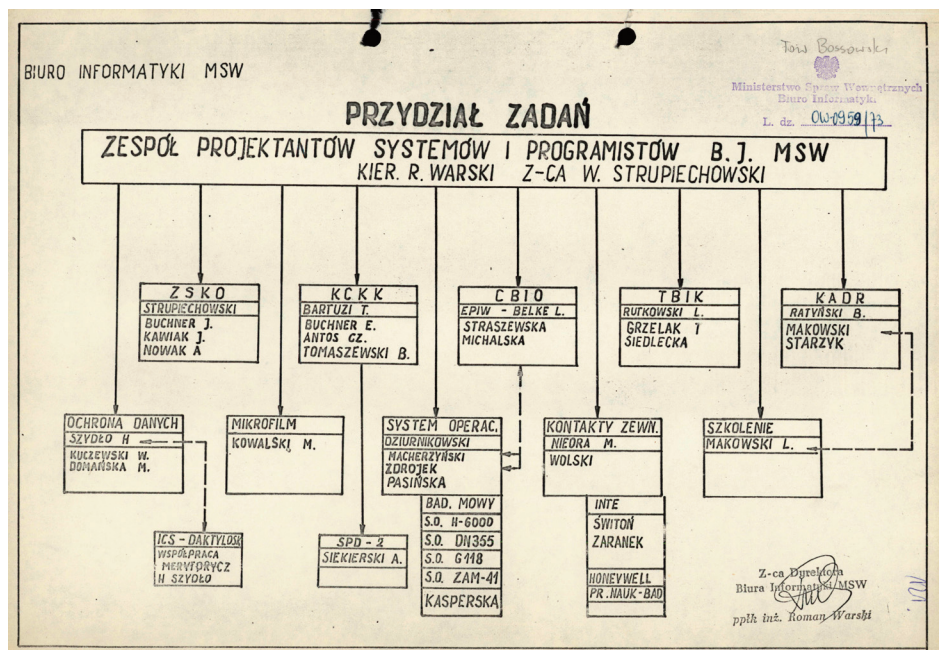 Tow Bossowski
BIURO INFORMATYKI MSW
Ministerstwo Spraw Wewnętrznych
Biuro Informatyk.
L. dz. OW-0959/73
PRZYDZIAŁ ZADAŃ
ZESPÓŁ PROJEKTANTÓW SYSTEMÓW I PROGRAMISTÓW B.J. MSW
KIER. R. WARSKI Z-CA W. STRUPIECHOWSKI
ZSKO
STRUPIECHOWSKI
BUCHNER J.
KAWIAK J.
NOWAK A
KCKK
BARTUZI T.
BUCHNER E.
ANTOS CZ.
TOMASZEWSKI B.
CBIO
EPIW - BELKE L.
STRASZEWSKA
MICHALSKA
TBIK
RUTKOWSKI L.
GRZELAK T
SIEDLECKA
KADR
RATYŃSKI B.
MAKOWSKI
STARZYK
OCHRONA DANYCH
SZYDŁO H
KUCZEWSKI W.
DOMAŃSKA M.
MIKROFILM
KOWALSKI M.
SYSTEM OPERAC.
DZIURNIKOWSKI
MACHERZYŃSKI
ZDROJEK
PASIŃSKA
BAD. MOWY
S.O. H-6000
S.O. DN355
S.O. G118
S.O. ZAM-41
KASPERSKA
KONTAKTY ZEWN.
NIEDRA M.
WOLSKI
INTE
ŚWITOŃ
ZARANEK
HONEYWELL
PR. NAUK-BAD
SZKOLENIE
MAKOWSKI L.
ICS - DAKTYLOSK
WSPÓŁPRACA
MERYTORYCZ
H SZYDŁO
SPD - 2
SIEKIERSKI A.
Z-ca Dyrektora
Biura Informatyki MSW
ppłk inż. Roman Warski